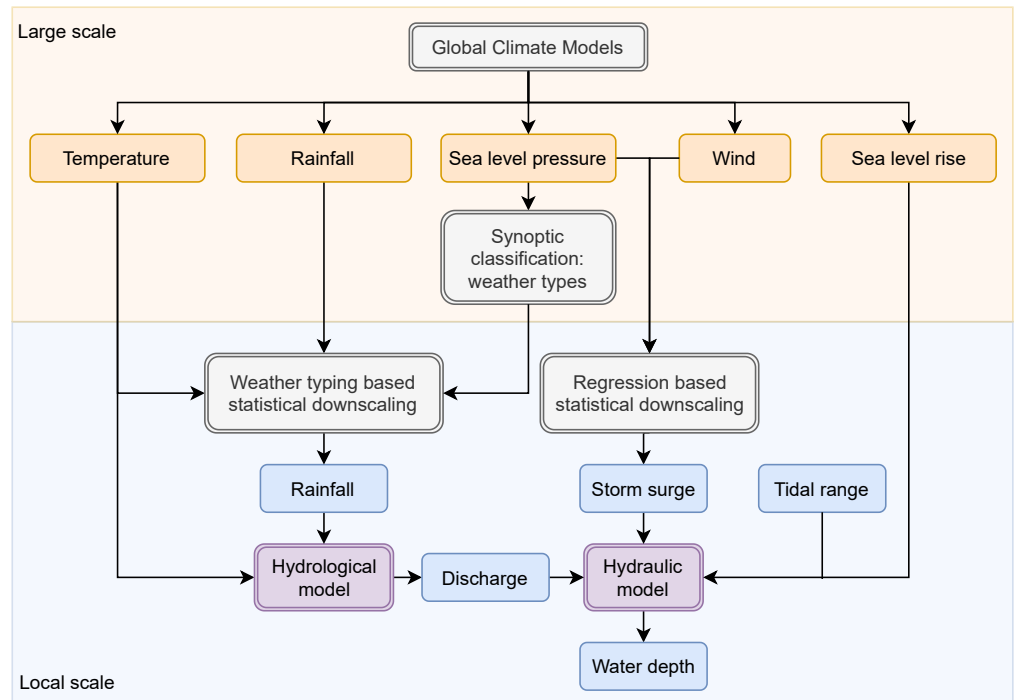 Large scale
Global Climate Models
Temperature
Rainfall
Sea level pressure
Wind
Sea level rise
Synoptic
classification:
weather types
Weather typing based
statistical downscaling
Regression based
statistical downscaling
Rainfall
Storm surge
Tidal range
Hydrological
model
Discharge
Hydraulic
model
Water depth
Local scale